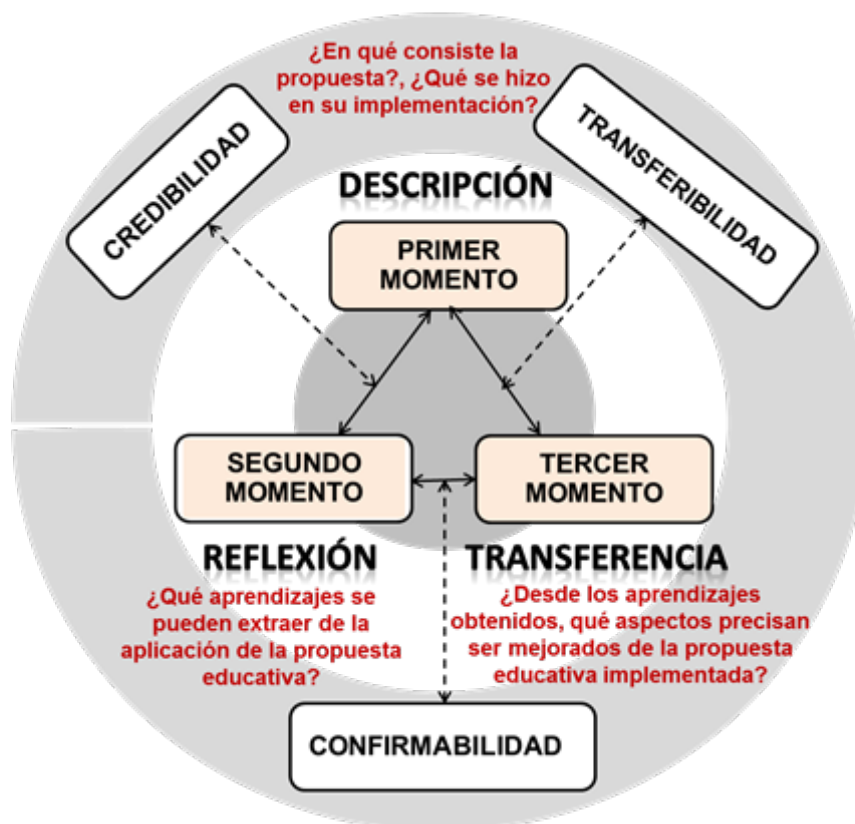 ¿En qué consiste la
propuesta?, ¿Qué se hizo
en su implementación?
CREDIBILIDAD
TRANSFERIBILIDAD
DESCRIPCIÓN
PRIMER
MOMENTO
SEGUNDO
MOMENTO
TERCER
MOMENTO
REFLEXIÓN
TRANSFERENCIA
¿Qué aprendizajes se
pueden extraer de la
aplicación de la propuesta
educativa?
¿Desde los aprendizajes
obtenidos, qué aspectos precisan
ser mejorados de la propuesta
educativa implementada?
CONFIRMABILIDAD